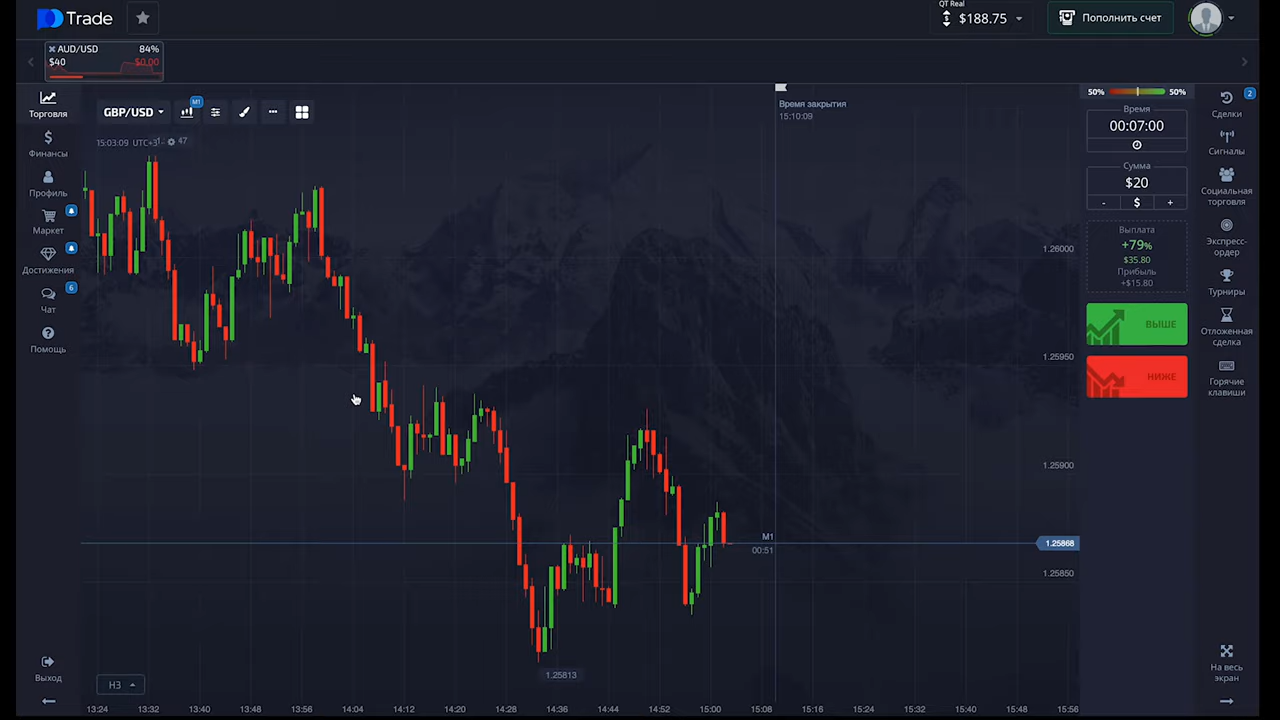 Trade
QT Real
$188.75
Пополнить счет
AUD/USD 84%
$40 $0.00
Торговля
Финансы
Профиль
Маркет
Достижения
6
Чат
Помощь
Выход
GBP/USD
M1
15:03:09 UTC+3
47
Время закрытия
15:10:09
1.26000
1.25950
1.25900
1.25868
1.25850
M1
00:51
1.25813
H3
13:24 13:32 13:40 13:48 13:56 14:04 14:12 14:20 14:28 14:36 14:44 14:52 15:00 15:08 15:16 15:24 15:32 15:40 15:48 15:56
50% 50%
Время
00:07:00
Сумма
$20
- $ +
Выплата
+79%
$35.80
Прибыль
+$15.80
ВЫШЕ
НИЖЕ
2
Сделки
Сигналы
Социальная
торговля
Экспресс-
ордер
Турниры
Отложенная
сделка
Горячие
клавиши
На весь
экран